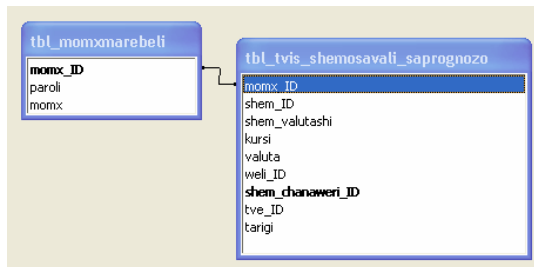 tbl_momxmarebeli
momx_ID
paroli
momx
tbl_tvis_shemosavali_saprognozo
momx_ID
shem_ID
shem_valutashi
kursi
valuta
weli_ID
shem_chanaweri_ID
tve_ID
tarigi